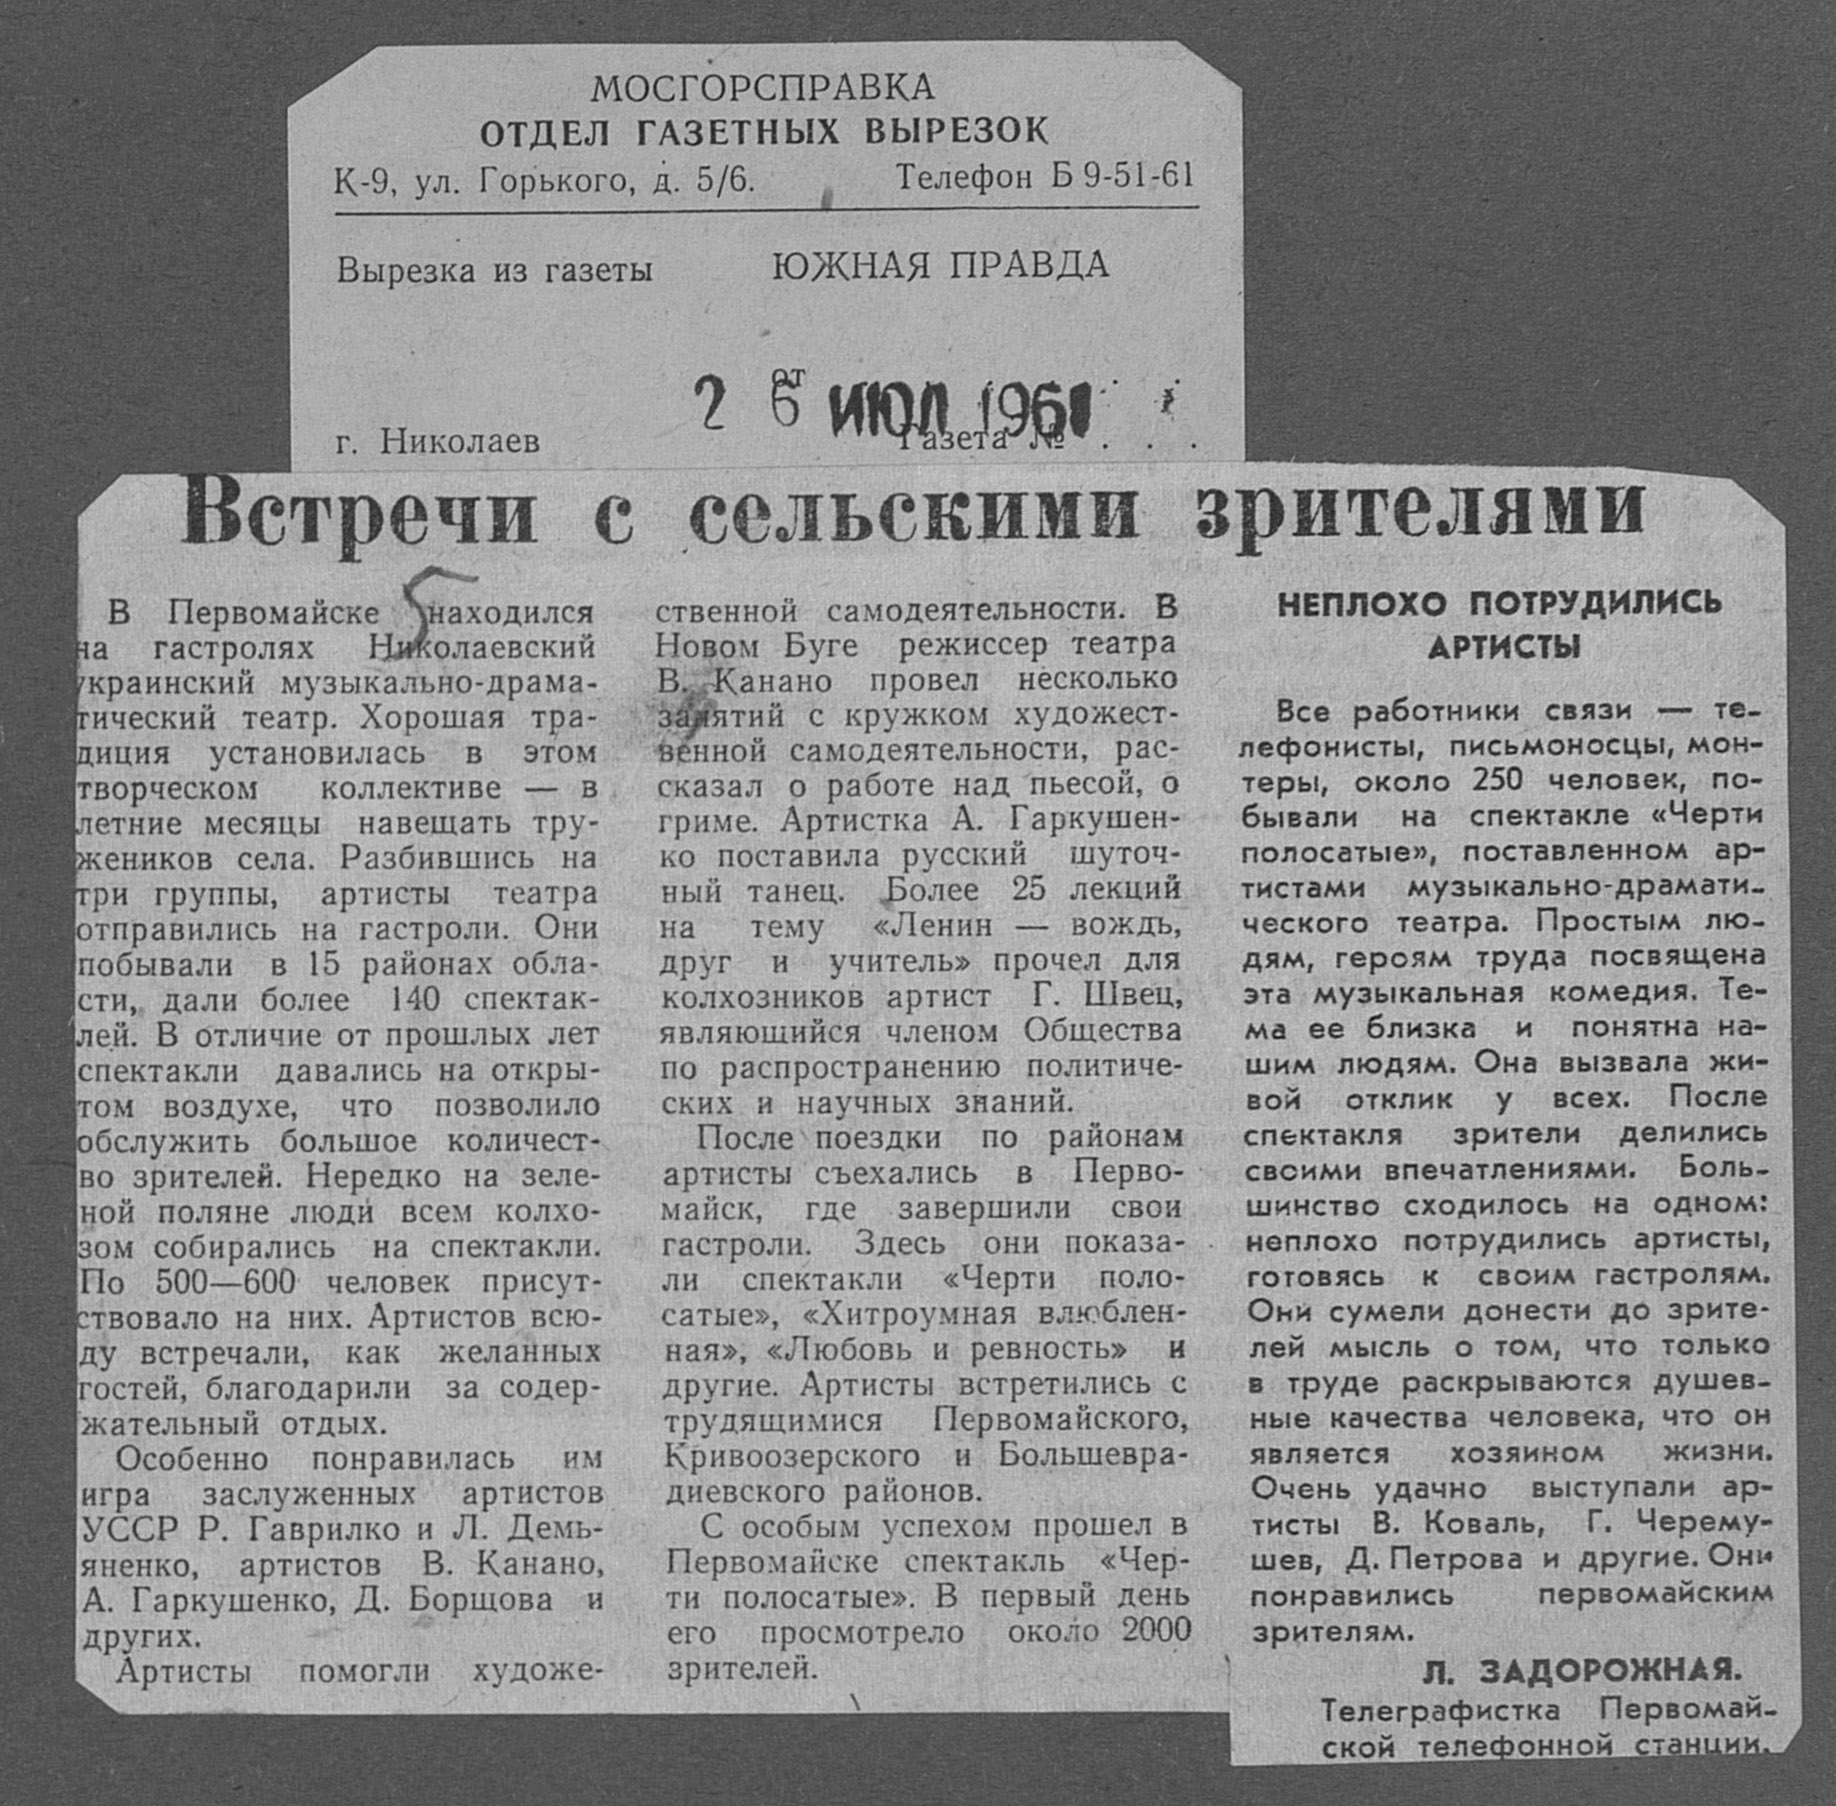 МОСГОРСПРАВКА
ОТДЕЛ ГАЗЕТНЫХ ВЫРЕЗОК
К-9, ул. Горького, д. 5/6. Телефон Б 9-51-61
Вырезка из газеты ЮЖНАЯ ПРАВДА
от
2 6 ИЮЛ 1961
г. Николаев Газета № . . .
Встречи с сельскими зрителями
5
В Первомайске находился
на гастролях Николаевский
украинский музыкально-драма-
тический театр. Хорошая тра-
диция установилась в этом
творческом коллективе — в
летние месяцы навещать тру-
жеников села. Разбившись на
три группы, артисты театра
отправились на гастроли. Они
побывали в 15 районах обла-
сти, дали более 140 спектак-
лей. В отличие от прошлых лет
спектакли давались на откры-
том воздухе, что позволило
обслужить большое количест-
во зрителей. Нередко на зеле-
ной поляне люди всем колхо-
зом собирались на спектакли.
По 500—600 человек присут-
ствовало на них. Артистов всю-
ду встречали, как желанных
гостей, благодарили за содер-
жательный отдых.
Особенно понравилась им
игра заслуженных артистов
УССР Р. Гаврилко и Л. Демь-
яненко, артистов В. Канано,
А. Гаркушенко, Д. Борщова и
других.
Артисты помогли художе-
ственной самодеятельности. В
Новом Буге режиссер театра
В. Канано провел несколько
занятий с кружком художест-
венной самодеятельности, рас-
сказал о работе над пьесой, о
гриме. Артистка А. Гаркушен-
ко поставила русский шуточ-
ный танец. Более 25 лекций
на тему «Ленин — вождь,
друг и учитель» прочел для
колхозников артист Г. Швец,
являющийся членом Общества
по распространению политиче-
ских и научных знаний.
После поездки по районам
артисты съехались в Перво-
майск, где завершили свои
гастроли. Здесь они показа-
ли спектакли «Черти поло-
сатые», «Хитроумная влюблен-
ная», «Любовь и ревность» и
другие. Артисты встретились с
трудящимися Первомайского,
Кривоозерского и Большевра-
диевского районов.
С особым успехом прошел в
Первомайске спектакль «Чер-
ти полосатые». В первый день
его просмотрело около 2000
зрителей.
НЕПЛОХО ПОТРУДИЛИСЬ
АРТИСТЫ
Все работники связи — те-
лефонисты, письмоносцы, мон-
теры, около 250 человек, по-
бывали на спектакле «Черти
полосатые», поставленном ар-
тистами музыкально-драмати-
ческого театра. Простым лю-
дям, героям труда посвящена
эта музыкальная комедия. Те-
ма ее близка и понятна на-
шим людям. Она вызвала жи-
вой отклик у всех. После
спектакля зрители делились
своими впечатлениями. Боль-
шинство сходилось на одном:
неплохо потрудились артисты,
готовясь к своим гастролям.
Они сумели донести до зрите-
лей мысль о том, что только
в труде раскрываются душев-
ные качества человека, что он
является хозяином жизни.
Очень удачно выступали ар-
тисты В. Коваль, Г. Черему-
шев, Д. Петрова и другие. Они
понравились первомайским
зрителям.
Л. ЗАДОРОЖНАЯ.
Телеграфистка Первомай-
ской телефонной станции.